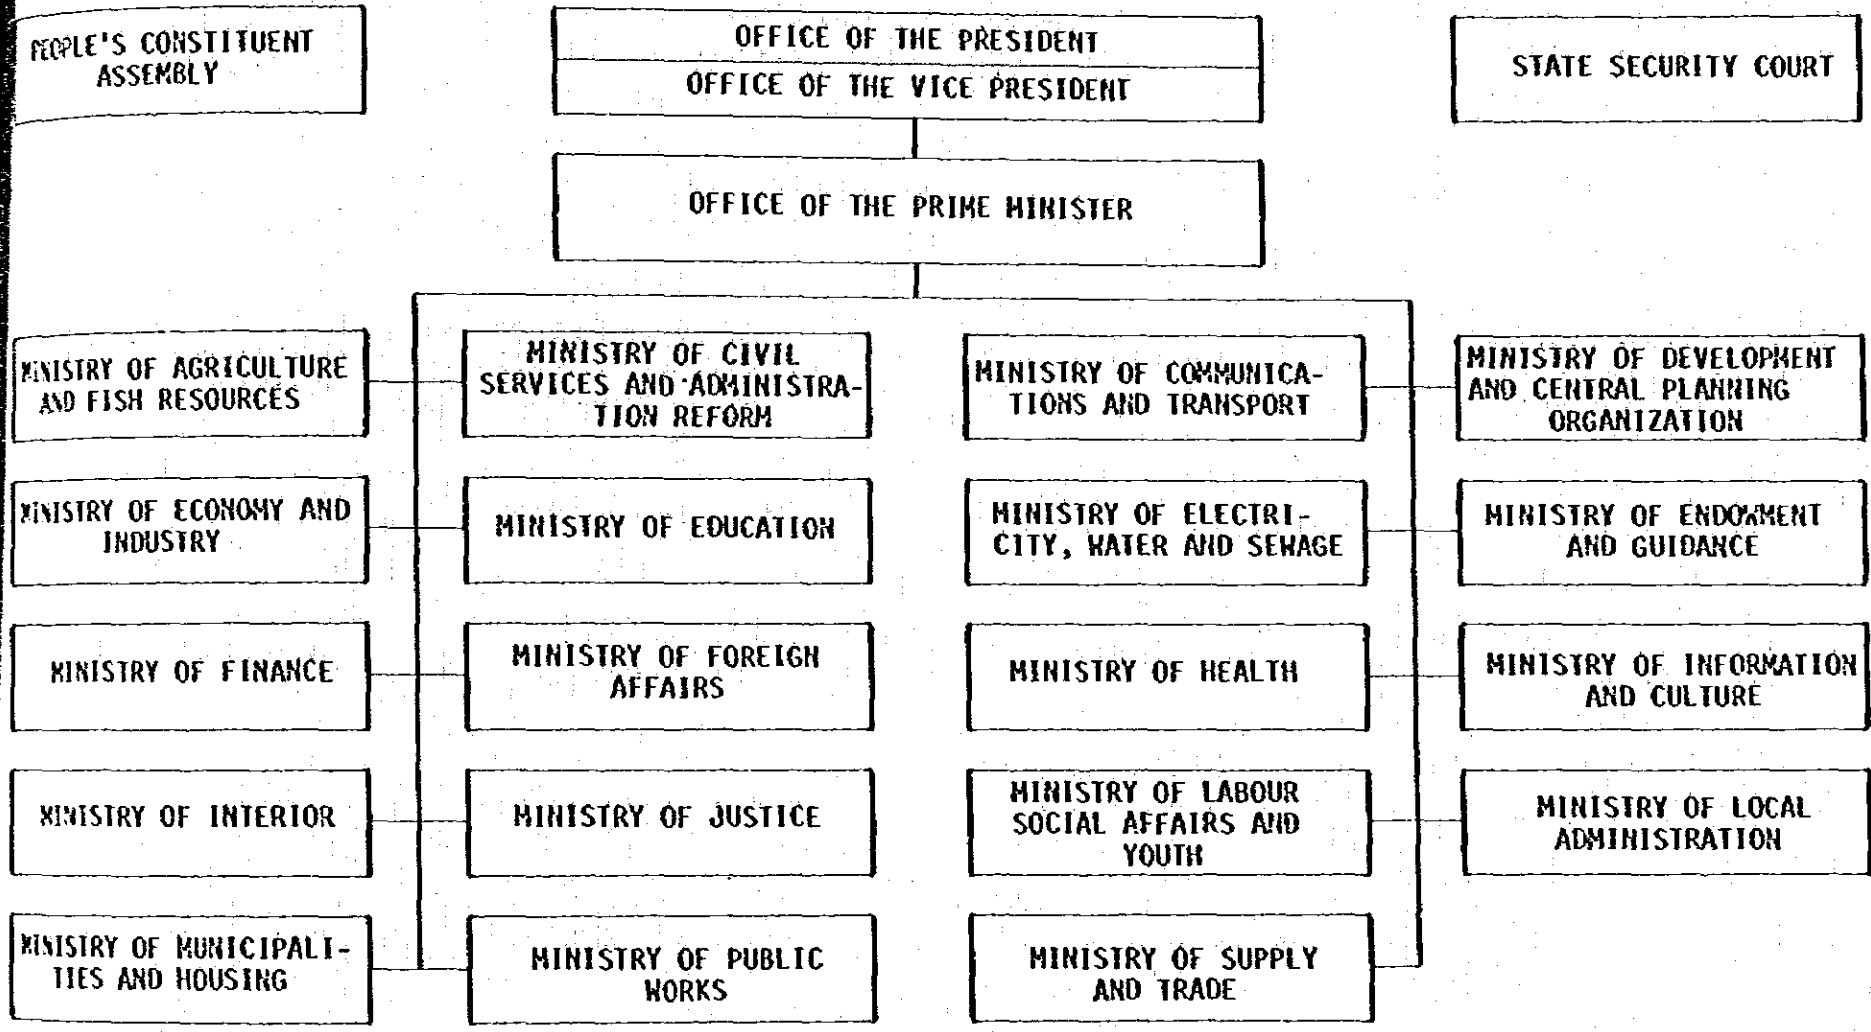 PEOPLE'S CONSTITUENT
ASSEMBLY
OFFICE OF THE PRESIDENT
OFFICE OF THE VICE PRESIDENT
STATE SECURITY COURT
OFFICE OF THE PRIME MINISTER
MINISTRY OF AGRICULTURE
AND FISH RESOURCES
MINISTRY OF CIVIL
SERVICES AND ADMINISTRA-
TION REFORM
MINISTRY OF COMMUNICA-
TIONS AND TRANSPORT
MINISTRY OF DEVELOPMENT
AND CENTRAL PLANNING
ORGANIZATION
MINISTRY OF ECONOMY AND
INDUSTRY
MINISTRY OF EDUCATION
MINISTRY OF ELECTRI-
CITY, WATER AND SEWAGE
MINISTRY OF ENDOWMENT
AND GUIDANCE
MINISTRY OF FINANCE
MINISTRY OF FOREIGN
AFFAIRS
MINISTRY OF HEALTH
MINISTRY OF INFORMATION
AND CULTURE
MINISTRY OF INTERIOR
MINISTRY OF JUSTICE
MINISTRY OF LABOUR
SOCIAL AFFAIRS AND
YOUTH
MINISTRY OF LOCAL
ADMINISTRATION
MINISTRY OF MUNICIPALI-
TIES AND HOUSING
MINISTRY OF PUBLIC
WORKS
MINISTRY OF SUPPLY
AND TRADE